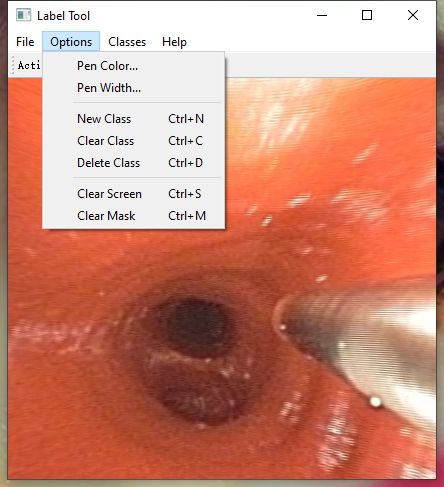 Label Tool
File Options Classes Help
Acti
Pen Color...
Pen Width...
New Class Ctrl+N
Clear Class Ctrl+C
Delete Class Ctrl+D
Clear Screen Ctrl+S
Clear Mask Ctrl+M